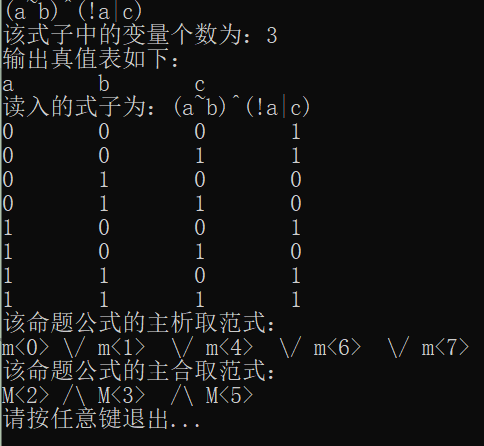 (a~b)^(!a|c)
该式子中的变量个数为：3
输出真值表如下：
a b c
读入的式子为：(a~b)^(!a|c)
0 0 0 1
0 0 1 1
0 1 0 0
0 1 1 0
1 0 0 1
1 0 1 0
1 1 0 1
1 1 1 1
该命题公式的主析取范式：
m<0> \/ m<1> \/ m<4> \/ m<6> \/ m<7>
该命题公式的主合取范式：
M<2> /\ M<3> /\ M<5>
请按任意键退出...